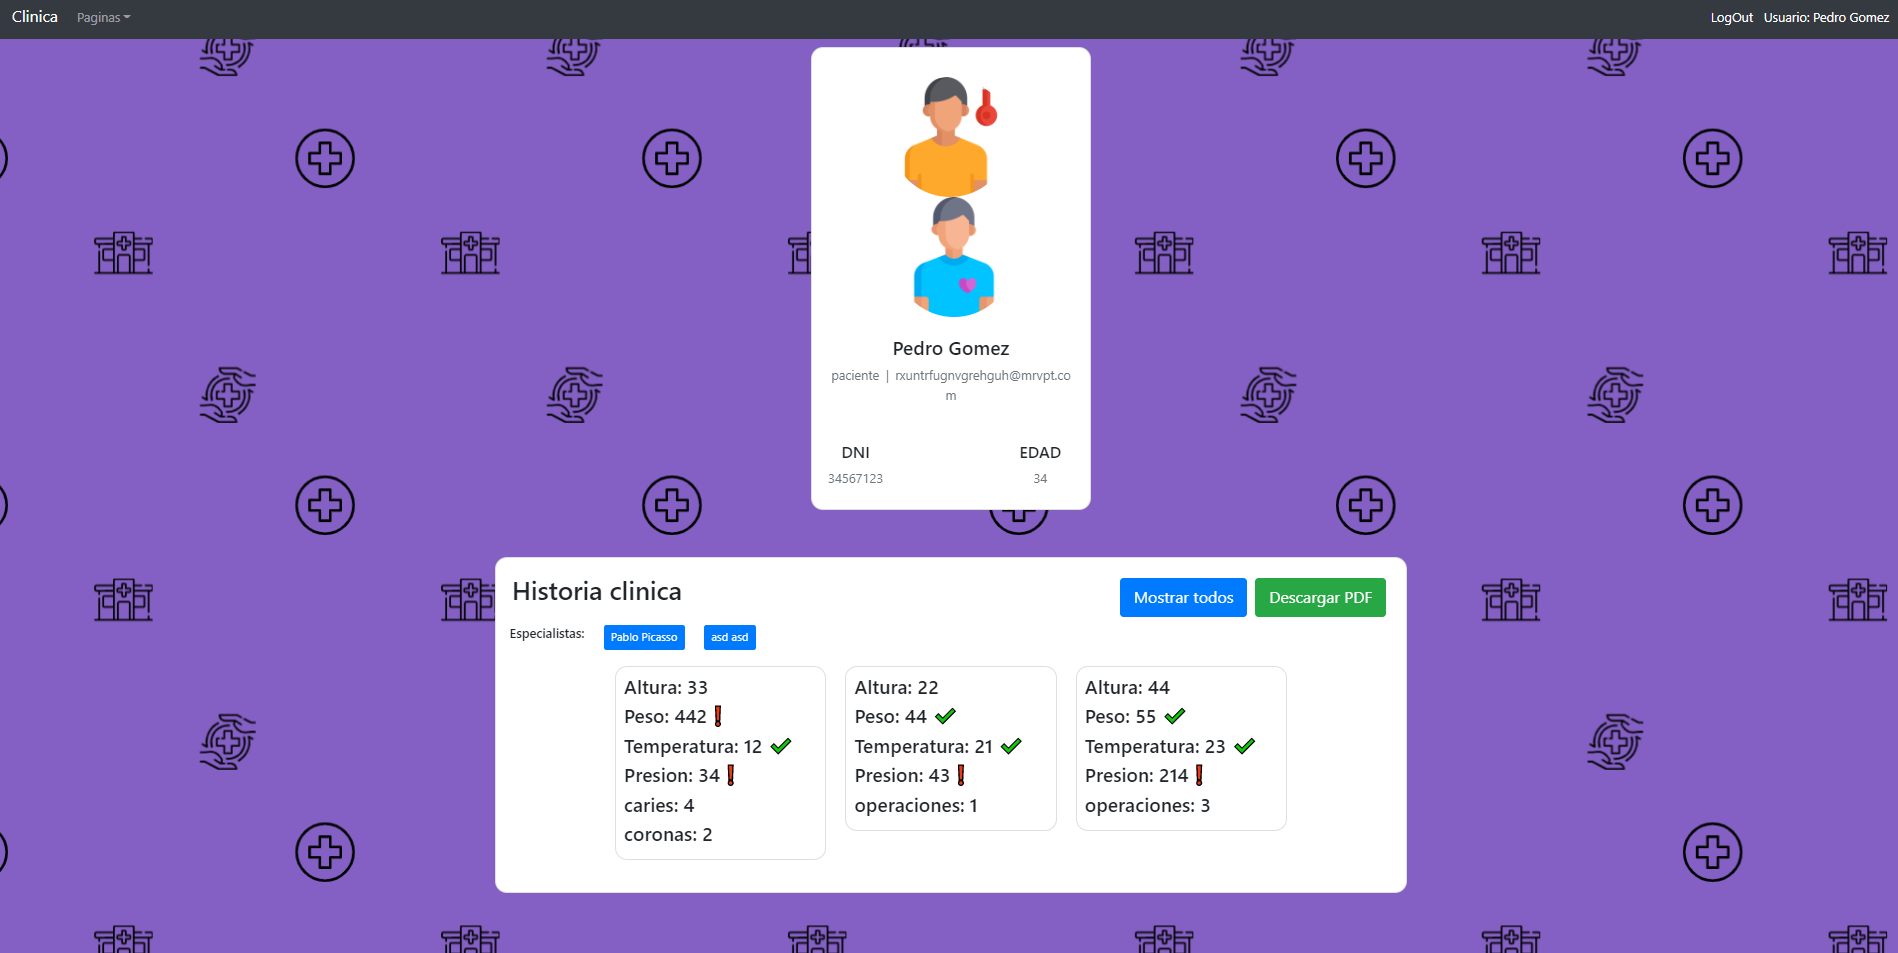 Clinica Paginas LogOut Usuario: Pedro Gomez
Pedro Gomez
paciente | rxuntrfugnvgrehguh@mrvpt.co
m
DNI EDAD
34567123 34
Historia clinica Mostrar todos Descargar PDF
Especialistas: Pablo Picasso asd asd
Altura: 33
Peso: 442
Temperatura: 12
Presion: 34
caries: 4
coronas: 2
Altura: 22
Peso: 44
Temperatura: 21
Presion: 43
operaciones: 1
Altura: 44
Peso: 55
Temperatura: 23
Presion: 214
operaciones: 3